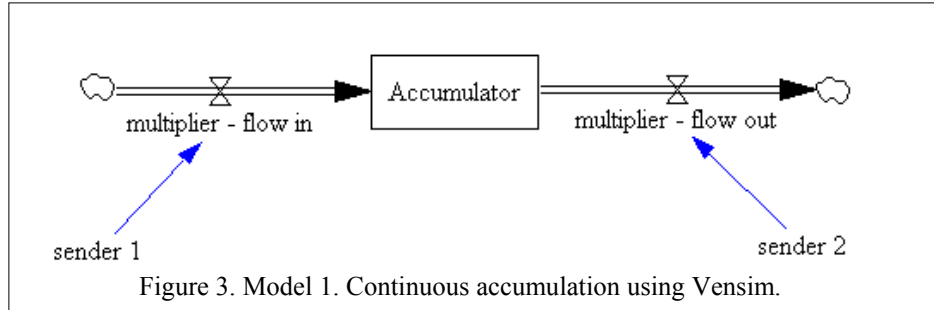 Accumulator
multiplier - flow in
multiplier - flow out
sender 1
sender 2
Figure 3. Model 1. Continuous accumulation using Vensim.